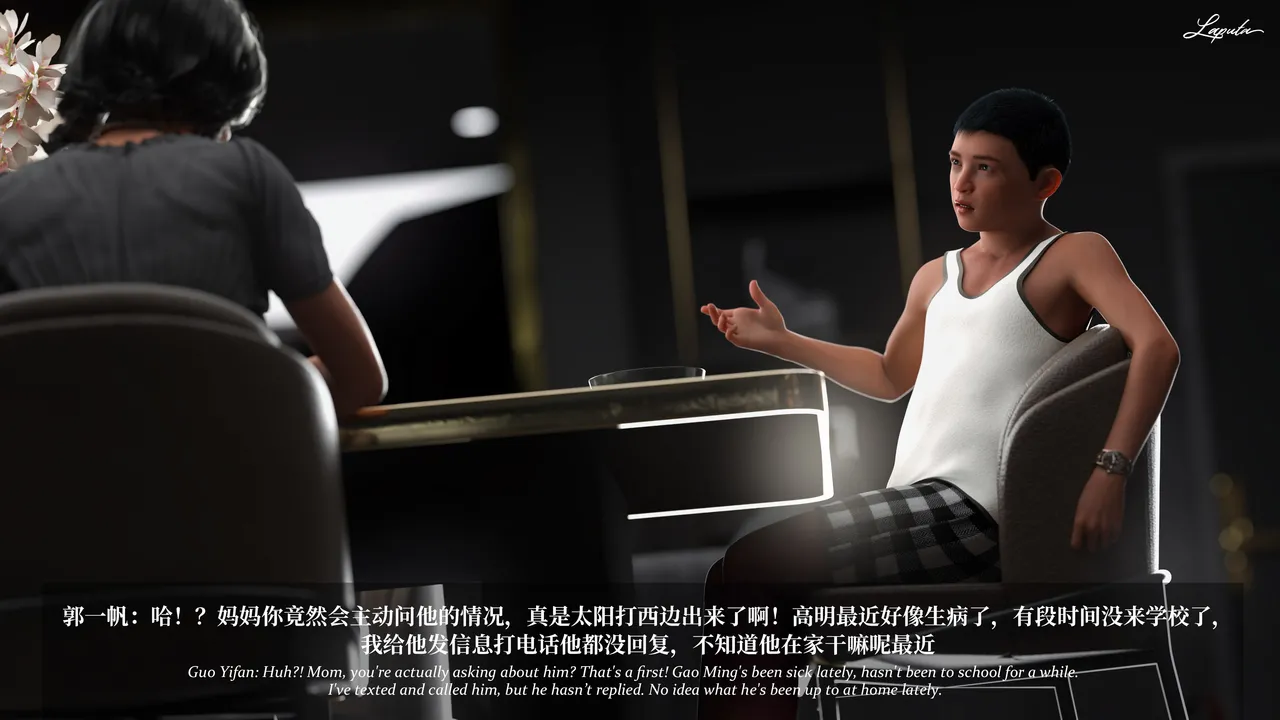 Laputa
郭一帆：哈！？妈妈你竟然会主动问他的情况，真是太阳打西边出来了啊！高明最近好像生病了，有段时间没来学校了，
我给他发信息打电话他都没回复，不知道他在家干嘛呢最近
Guo Yifan: Huh?! Mom, you're actually asking about him? That's a first! Gao Ming's been sick lately, hasn't been to school for a while.
I've texted and called him, but he hasn't replied. No idea what he's been up to at home lately.